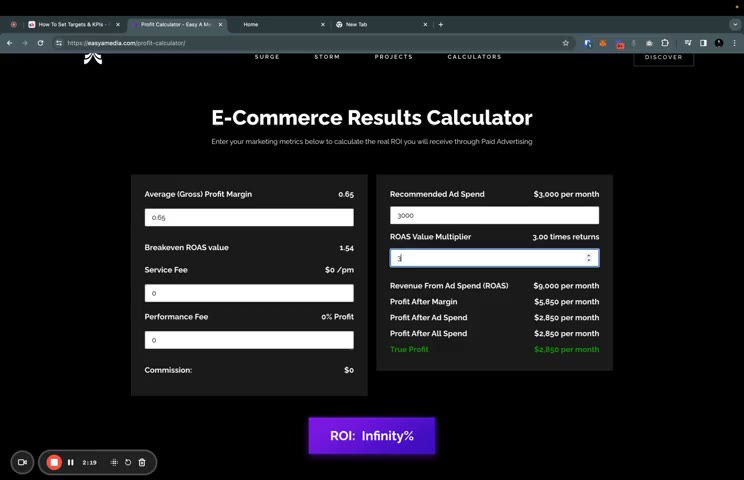 How To Set Targets & KPIs -
Profit Calculator - Easy A M
Home
New Tab
https://easyamedia.com/profit-calculator/
SURGE STORM PROJECTS CALCULATORS DISCOVER
E-Commerce Results Calculator
Enter your marketing metrics below to calculate the real ROI you will receive through Paid Advertising
Average (Gross) Profit Margin 0.65
0.65
Breakeven ROAS value 1.54
Service Fee $0 /pm
0
Performance Fee 0% Profit
0
Commission: $0
Recommended Ad Spend $3,000 per month
3000
ROAS Value Multiplier 3.00 times returns
3
Revenue From Ad Spend (ROAS) $9,000 per month
Profit After Margin $5,850 per month
Profit After Ad Spend $2,850 per month
Profit After All Spend $2,850 per month
True Profit $2,850 per month
ROI: Infinity%
2:19